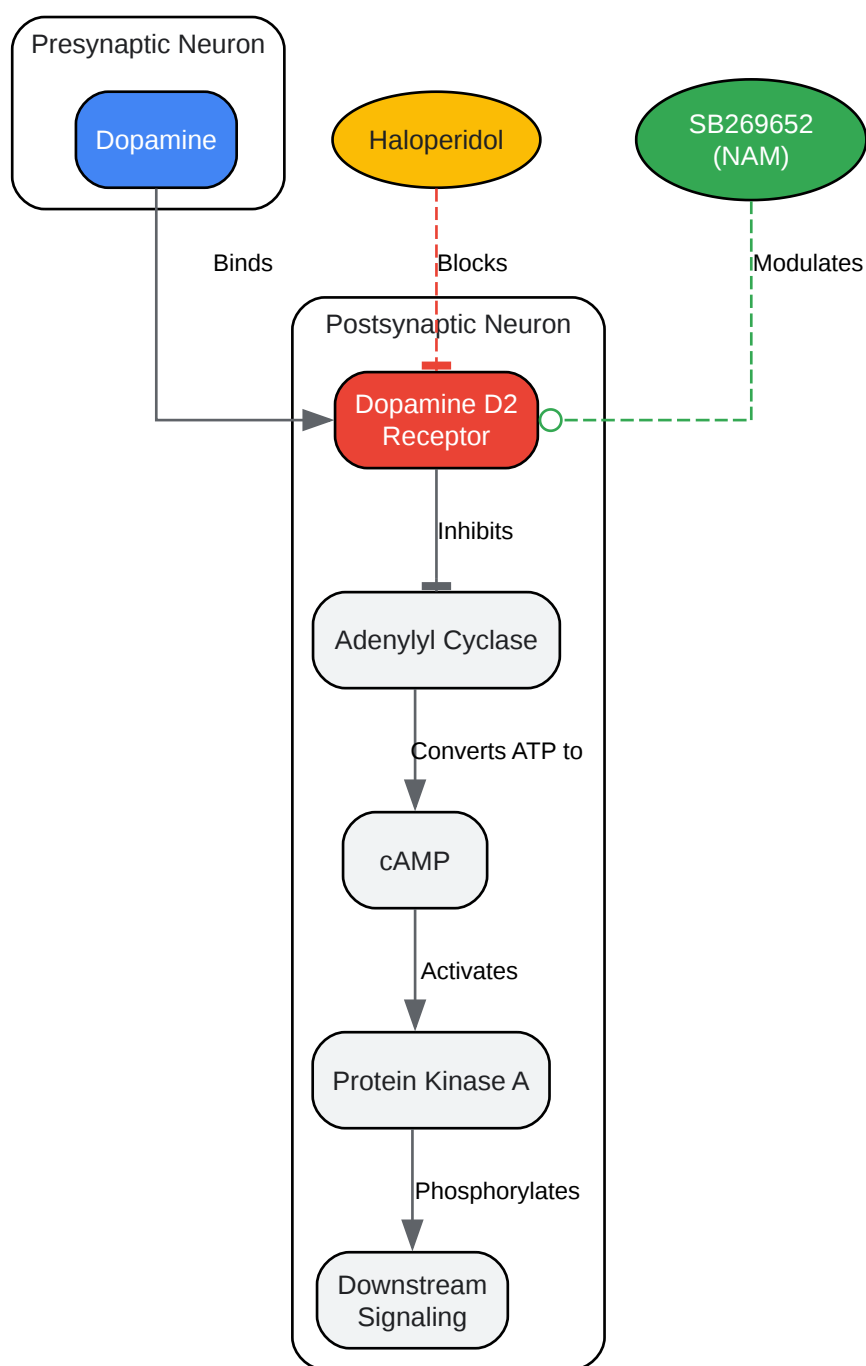 Presynaptic Neuron
Dopamine
Haloperidol
SB269652
(NAM)
Binds
Blocks
Modulates
Postsynaptic Neuron
Dopamine D2
Receptor
Inhibits
Adenylyl Cyclase
Converts ATP to
cAMP
Activates
Protein Kinase A
Phosphorylates
Downstream
Signaling